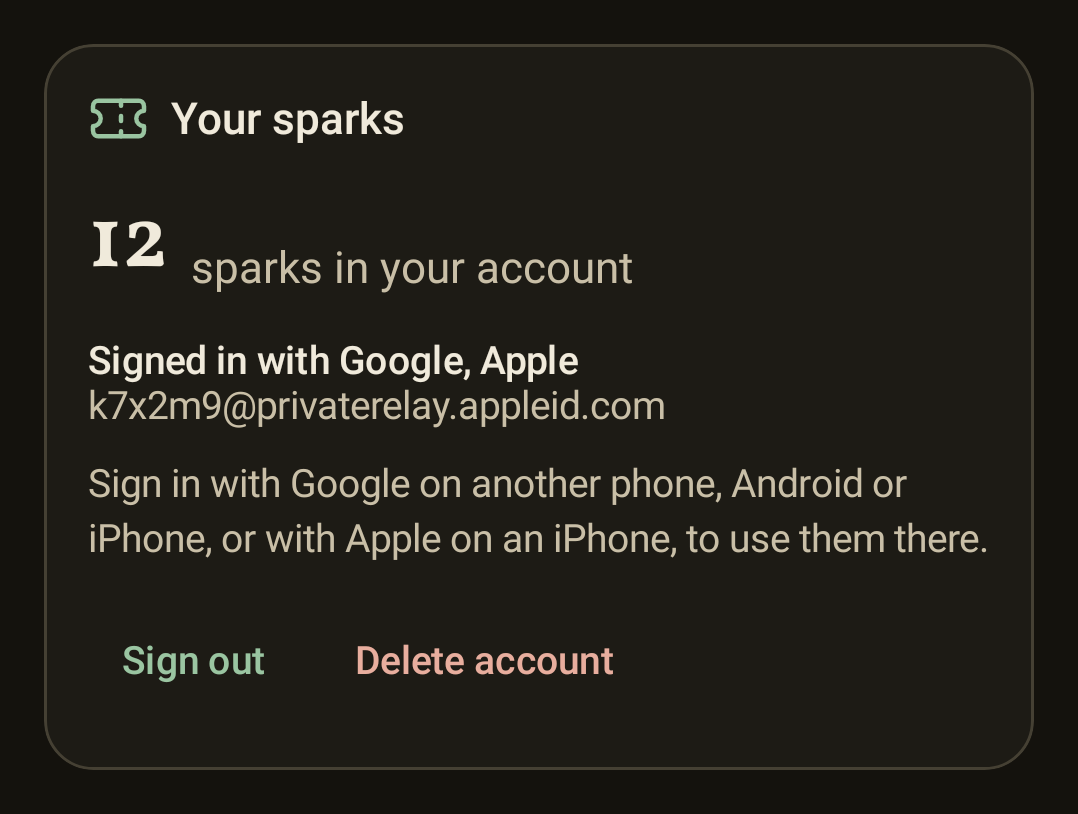 Your sparks
12 sparks in your account
Signed in with Google, Apple
k7x2m9@privaterelay.appleid.com
Sign in with Google on another phone, Android or
iPhone, or with Apple on an iPhone, to use them there.
Sign out Delete account